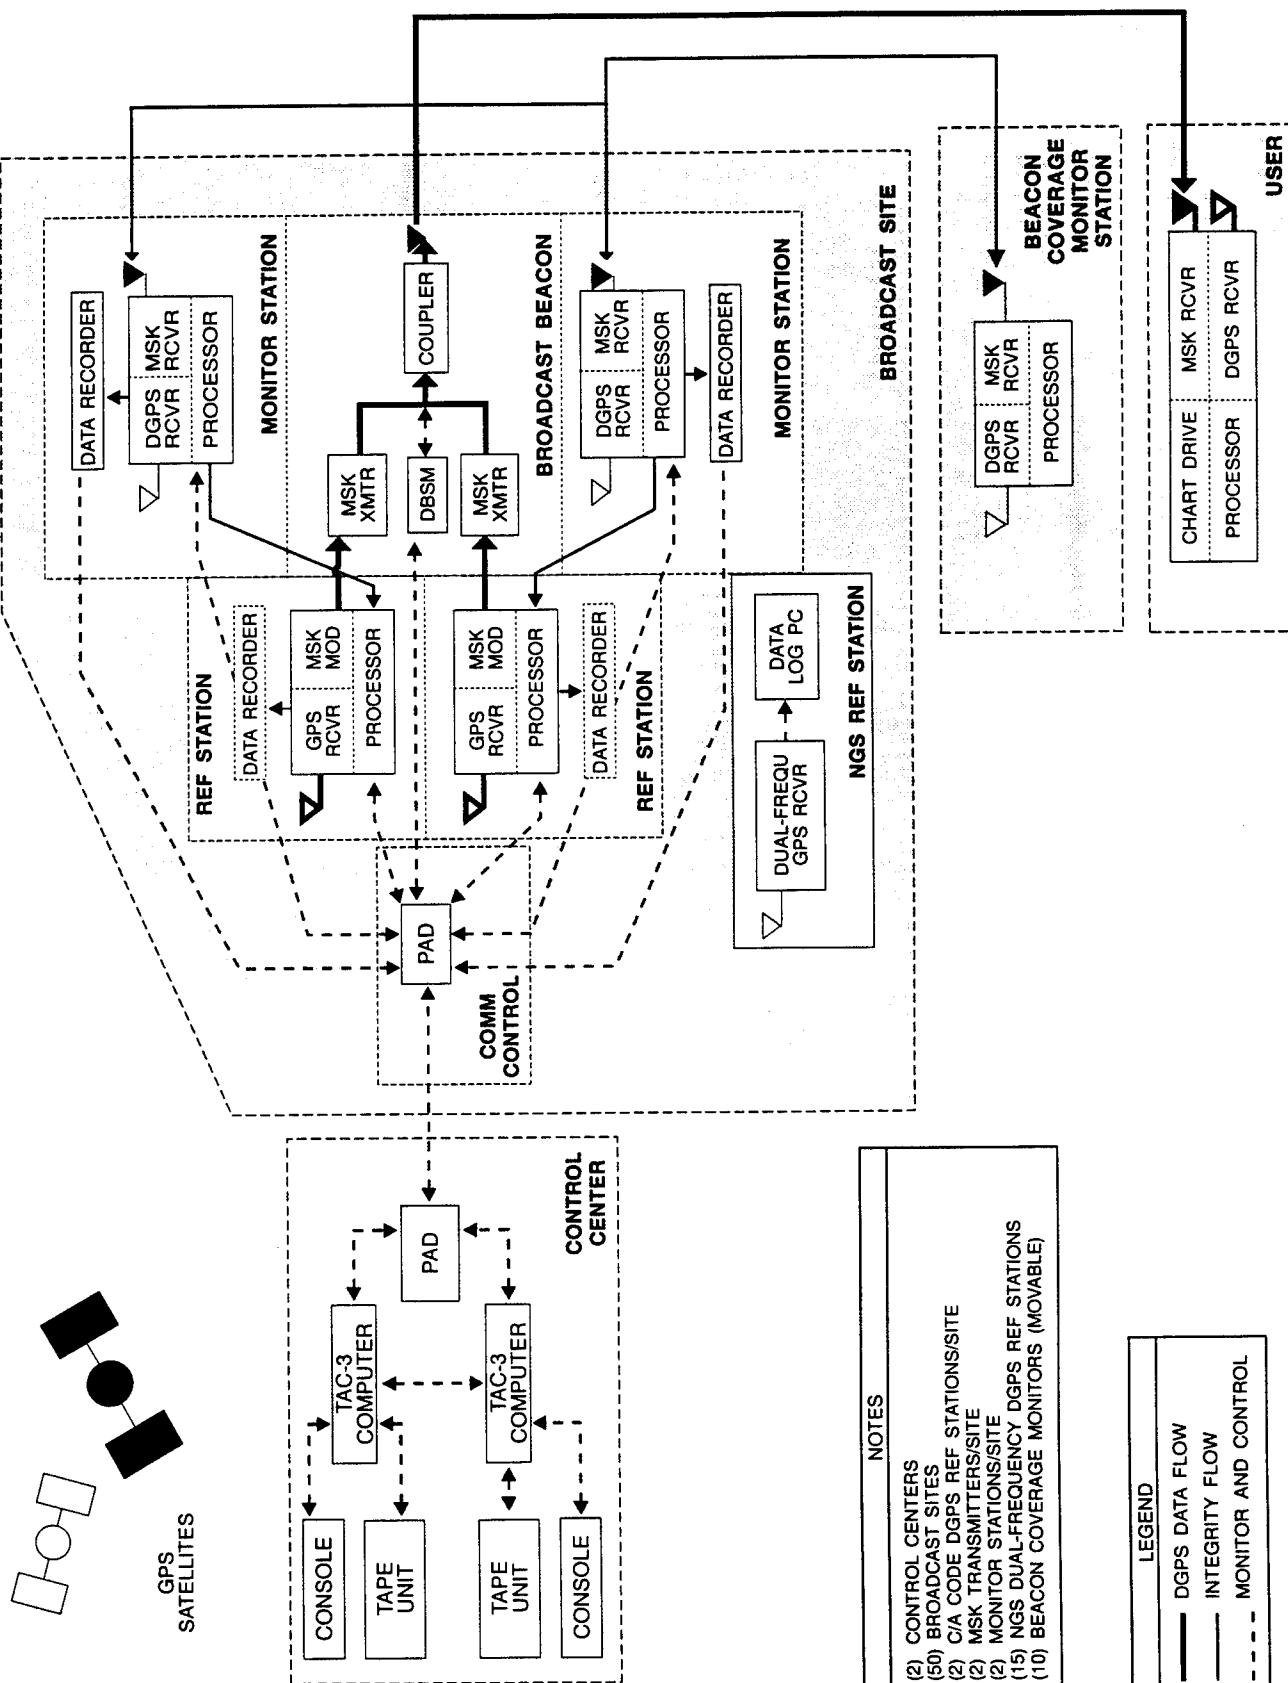 GPS
SATELLITES
CONSOLE
TAPE
UNIT
TAPE
UNIT
CONSOLE
TAC-3
COMPUTER
TAC-3
COMPUTER
PAD
CONTROL
CENTER
PAD
COMM
CONTROL
REF STATION
DATA RECORDER
GPS
RCVR
MSK
MOD
PROCESSOR
GPS
RCVR
MSK
MOD
PROCESSOR
DATA RECORDER
REF STATION
DATA RECORDER
DGPS
RCVR
MSK
RCVR
PROCESSOR
MONITOR STATION
MSK
XMTR
DBSM
MSK
XMTR
COUPLER
BROADCAST BEACON
DGPS
RCVR
MSK
RCVR
PROCESSOR
DATA RECORDER
MONITOR STATION
DUAL-FREQU
GPS RCVR
DATA
LOG PC
NGS REF STATION
BROADCAST SITE
DGPS
RCVR
MSK
RCVR
PROCESSOR
BEACON
COVERAGE
MONITOR
STATION
CHART DRIVE
MSK RCVR
PROCESSOR
DGPS RCVR
USER
NOTES
(2) CONTROL CENTERS
(50) BROADCAST SITES
(2) C/A CODE DGPS REF STATIONS/SITE
(2) MSK TRANSMITTERS/SITE
(2) MONITOR STATIONS/SITE
(15) NGS DUAL-FREQUENCY DGPS REF STATIONS
(10) BEACON COVERAGE MONITORS (MOVABLE)
LEGEND
DGPS DATA FLOW
INTEGRITY FLOW
MONITOR AND CONTROL